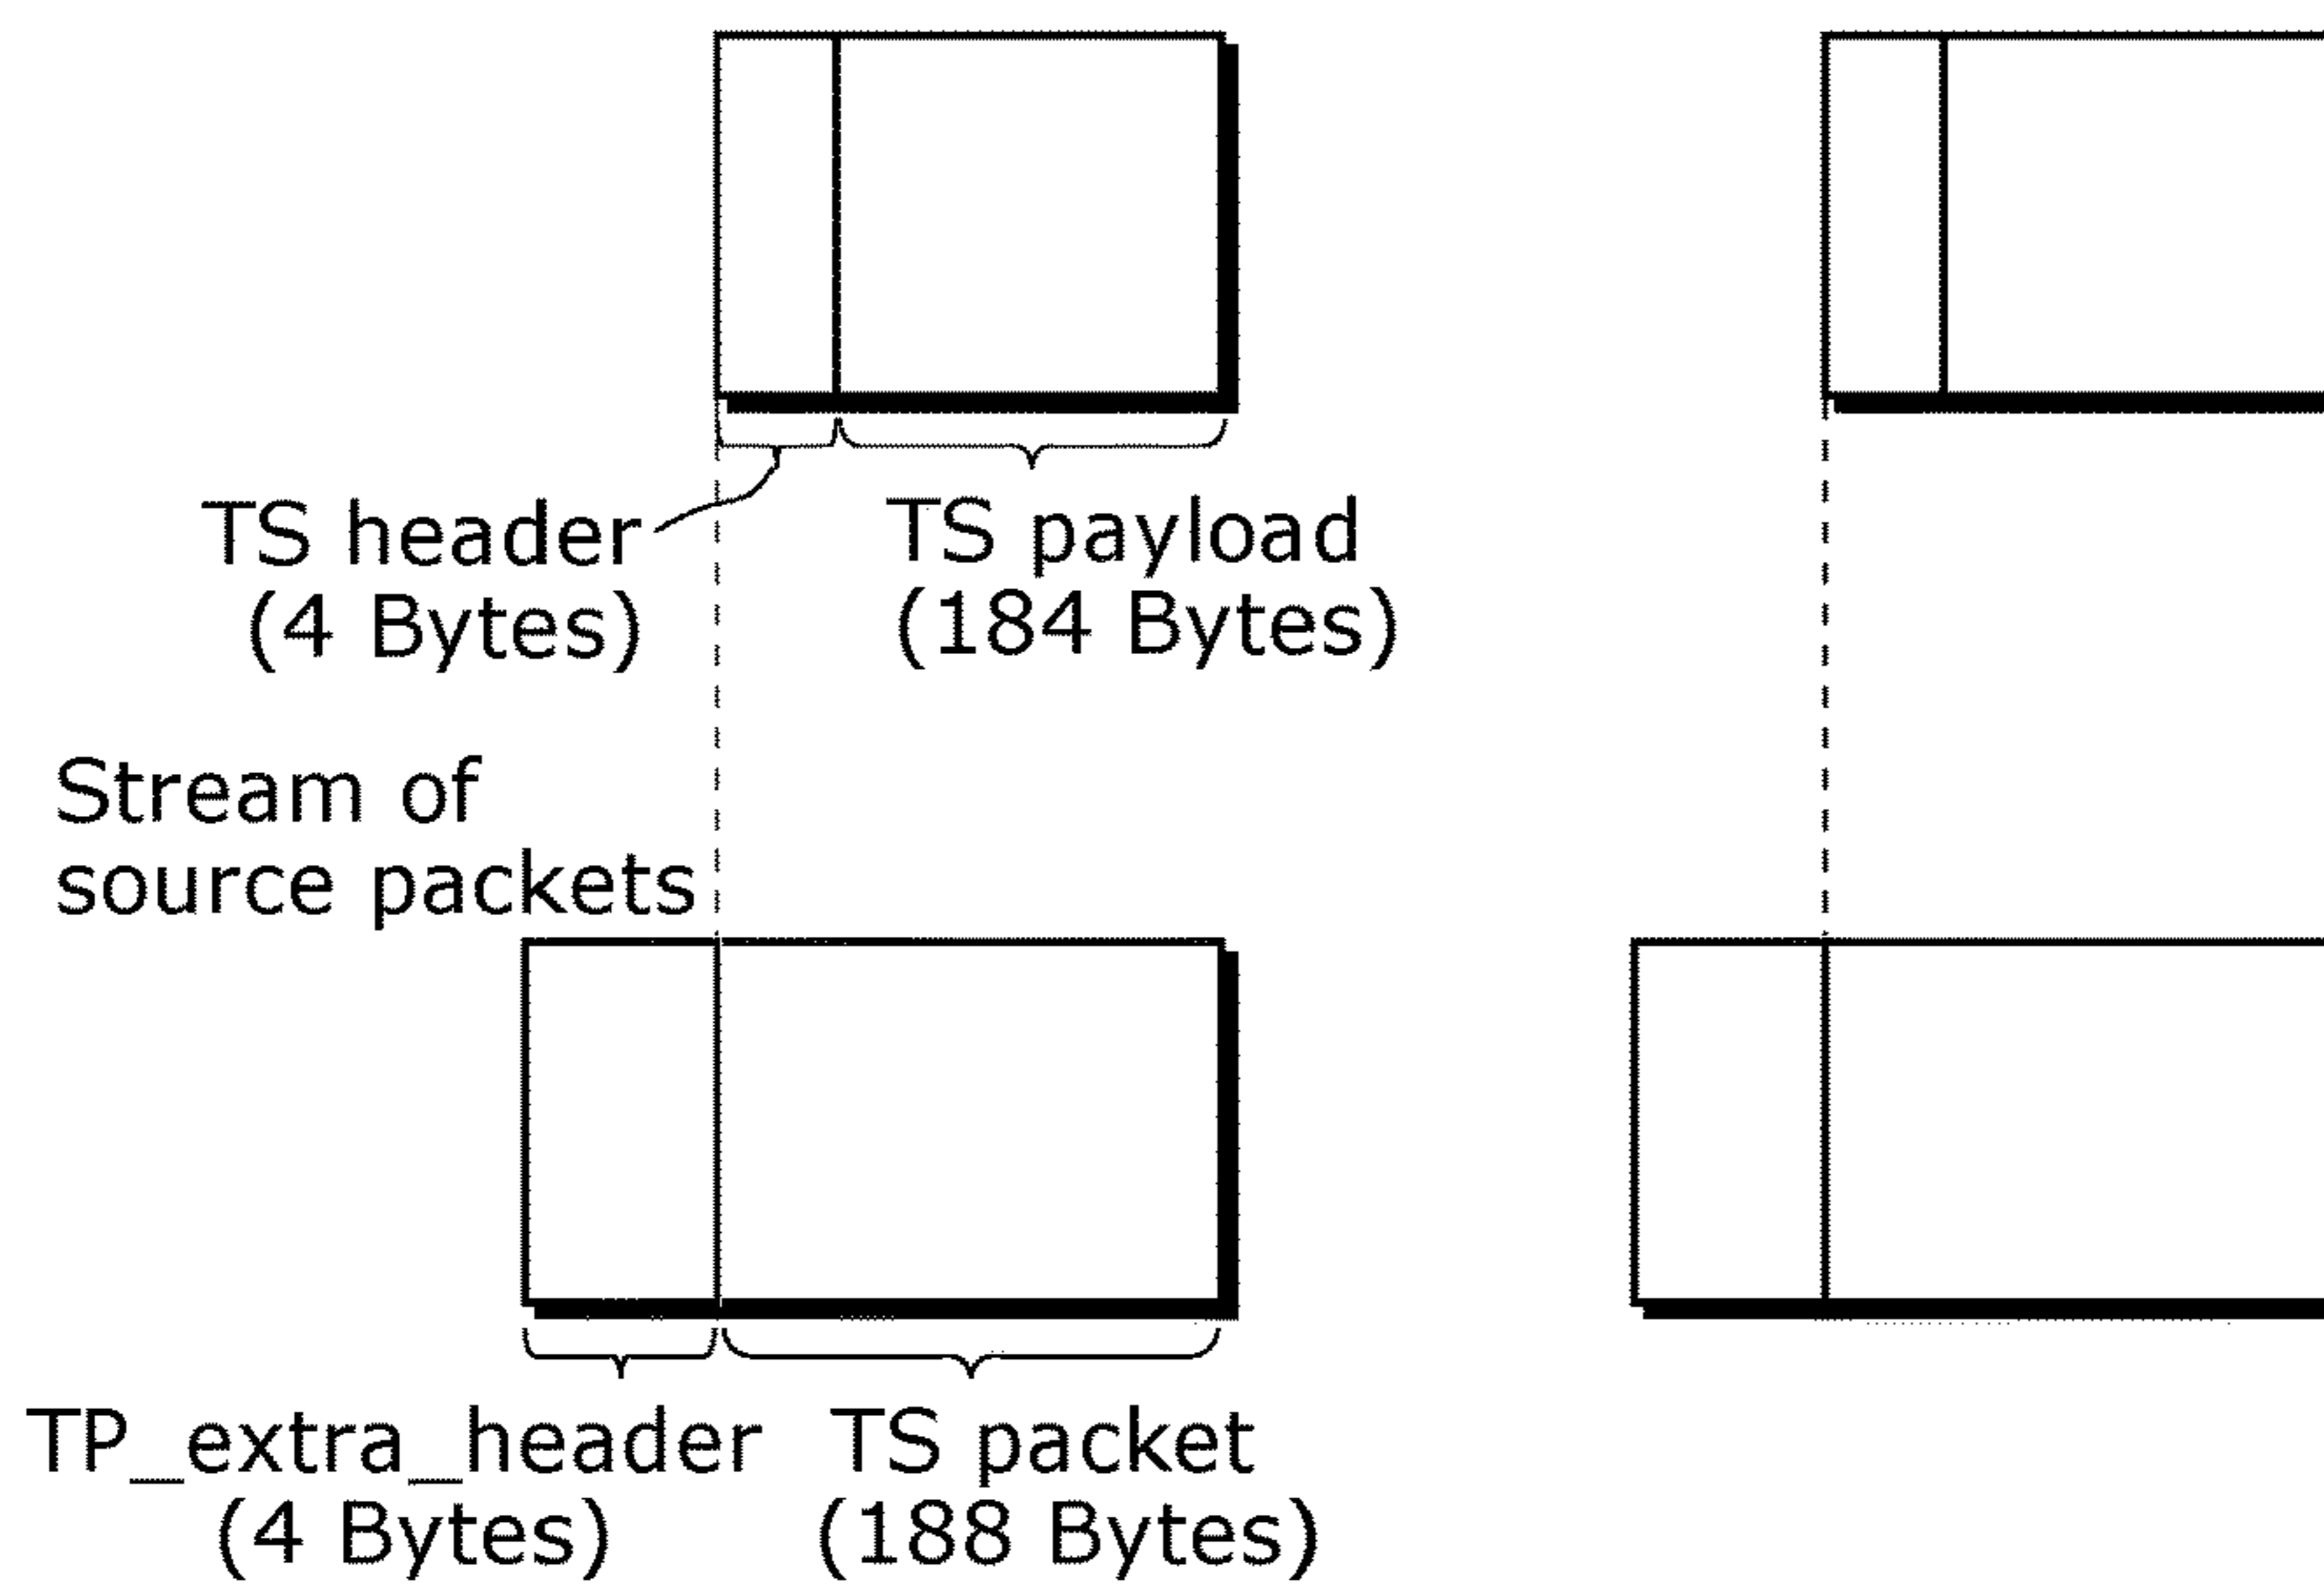 TS header
(4 Bytes)
TS payload
(184 Bytes)
Stream of
source packets
TP_extra_header
(4 Bytes)
TS packet
(188 Bytes)